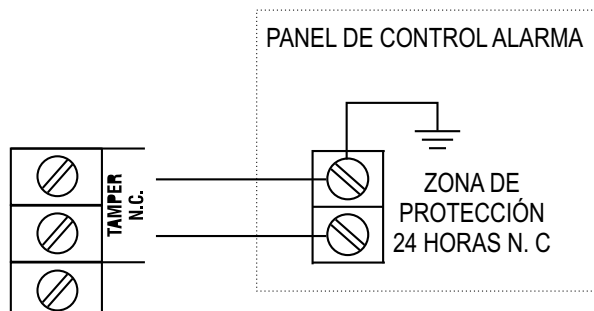 PANEL DE CONTROL ALARMA
TAMPER
N.C.
ZONA DE
PROTECCIÓN
24 HORAS N. C